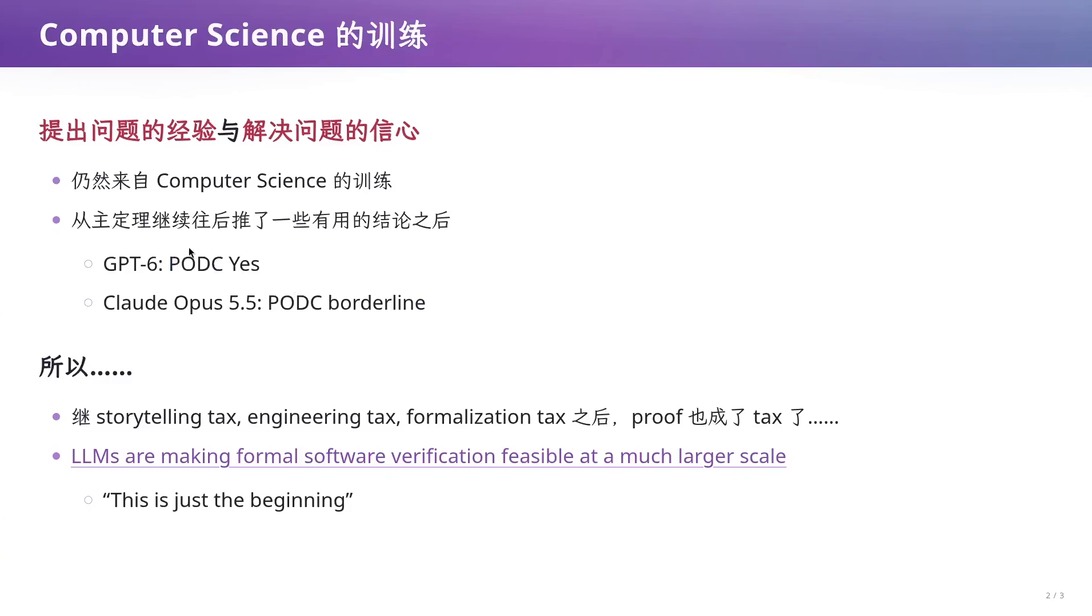 Computer Science 的训练
提出问题的经验与解决问题的信心
仍然来自 Computer Science 的训练
从主定理继续往后推了一些有用的结论之后
GPT-6: PODC Yes
Claude Opus 5.5: PODC borderline
所以……
继 storytelling tax, engineering tax, formalization tax 之后，proof 也成了 tax 了……
LLMs are making formal software verification feasible at a much larger scale
“This is just the beginning”
2 / 3